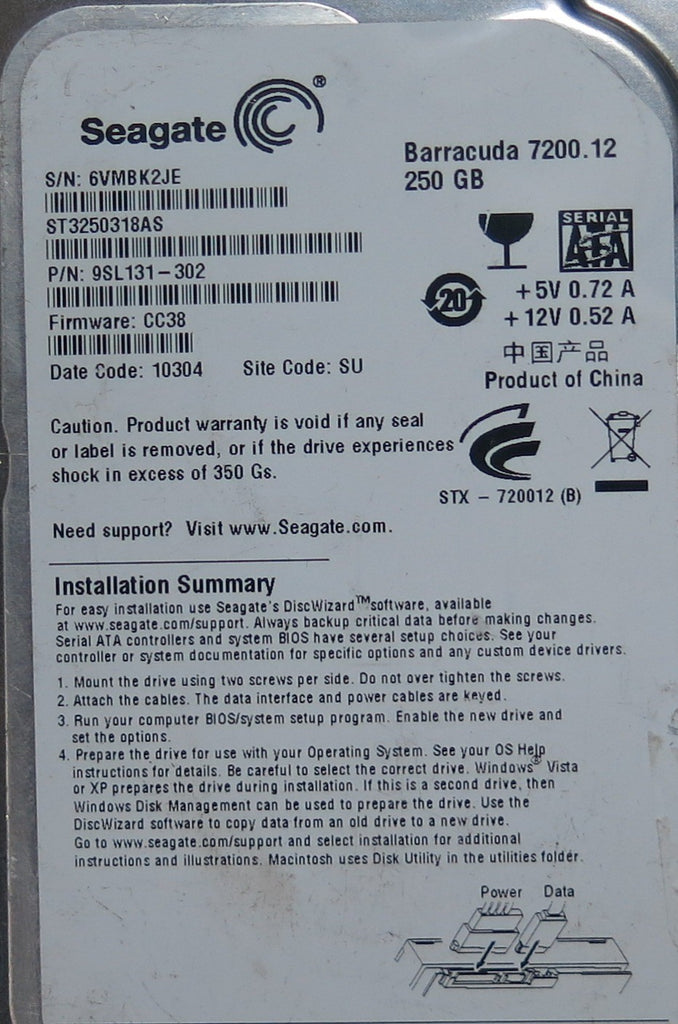 Seagate ®
Barracuda 7200.12
250 GB
S/N: 6VMBK2JE
ST3250318AS
SERIAL
ATA
P/N: 9SL131-302
20
+5V 0.72 A
+12V 0.52 A
Firmware: CC38
中国产品
Product of China
Date Code: 10304 Site Code: SU
Caution. Product warranty is void if any seal
or label is removed, or if the drive experiences
shock in excess of 350 Gs.
STX - 720012 (B)
Need support? Visit www.Seagate.com.
Installation Summary
For easy installation use Seagate's DiscWizard™ software, available
at www.seagate.com/support. Always backup critical data before making changes.
Serial ATA controllers and system BIOS have several setup choices. See your
controller or system documentation for specific options and any custom device drivers.
1. Mount the drive using two screws per side. Do not over tighten the screws.
2. Attach the cables. The data interface and power cables are keyed.
3. Run your computer BIOS/system setup program. Enable the new drive and
set the options.
4. Prepare the drive for use with your Operating System. See your OS Help
instructions for details. Be careful to select the correct drive. Windows® Vista
or XP prepares the drive during installation. If this is a second drive, then
Windows Disk Management can be used to prepare the drive. Use the
DiscWizard software to copy data from an old drive to a new drive.
Go to www.seagate.com/support and select installation for additional
instructions and illustrations. Macintosh uses Disk Utility in the utilities folder.
Power Data